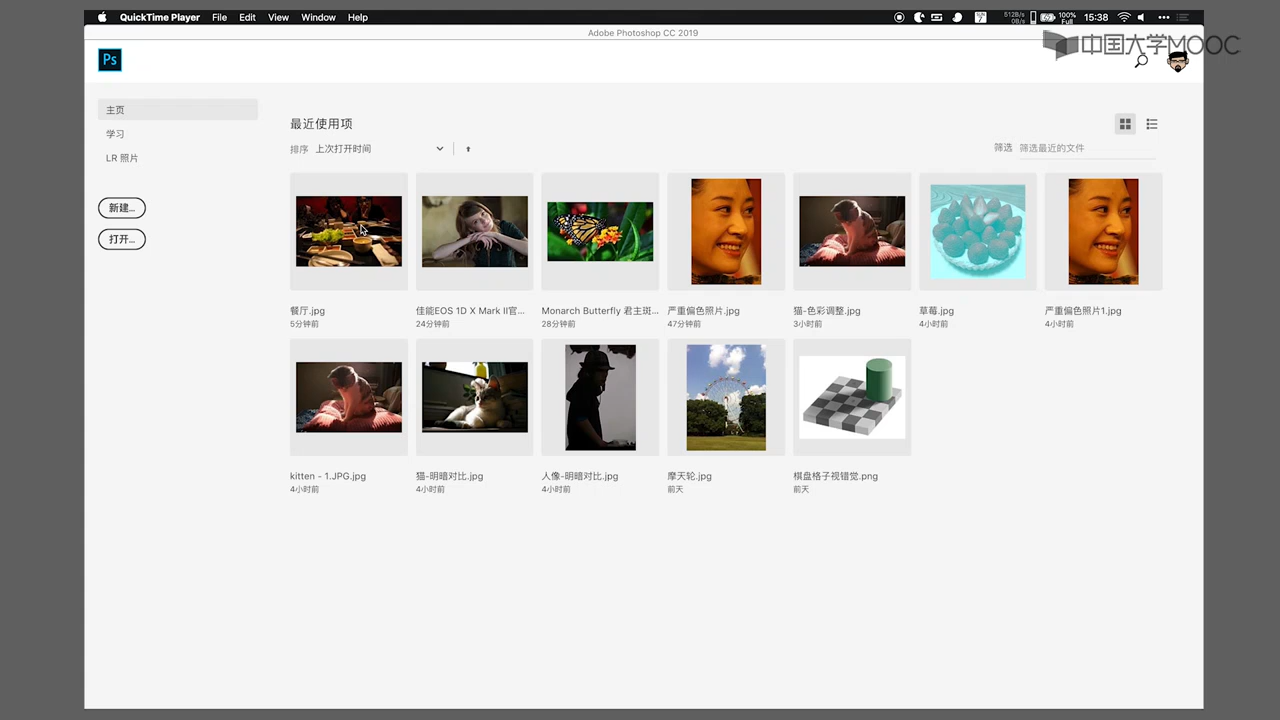 QuickTime Player File Edit View Window Help
512B/s
0B/s
100%
Full
15:38
Adobe Photoshop CC 2019
中国大学MOOC
Ps
主页
学习
LR 照片
新建...
打开...
最近使用项
排序 上次打开时间
筛选 筛选最近的文件
餐厅.jpg
5分钟前
佳能EOS 1D X Mark II官...
24分钟前
Monarch Butterfly 君主斑...
28分钟前
严重偏色照片.jpg
47分钟前
猫-色彩调整.jpg
3小时前
草莓.jpg
4小时前
严重偏色照片1.jpg
4小时前
kitten - 1.JPG.jpg
4小时前
猫-明暗对比.jpg
4小时前
人像-明暗对比.jpg
4小时前
摩天轮.jpg
前天
棋盘格子视错觉.png
前天